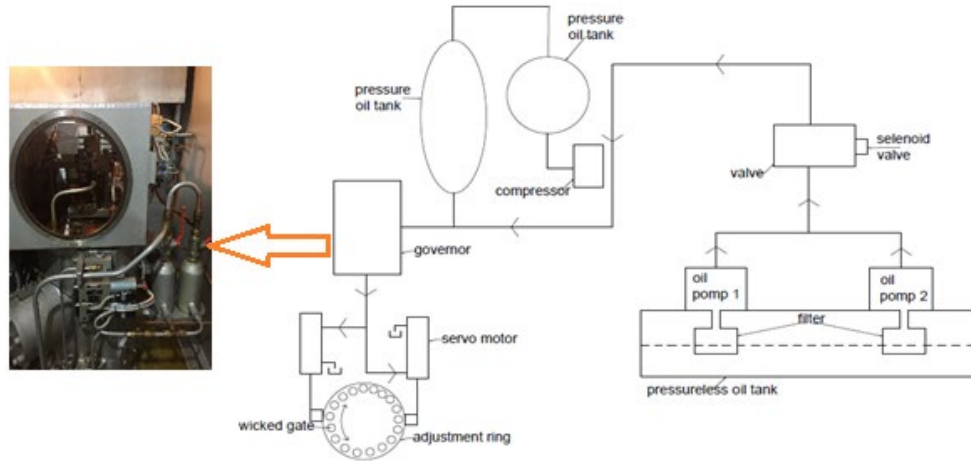 pressure
oil tank
pressure
oil tank
selenoid
valve
valve
compressor
governor
oil
pomp 1
oil
pomp 2
filter
servo motor
pressureless oil tank
wicked gate
adjustment ring